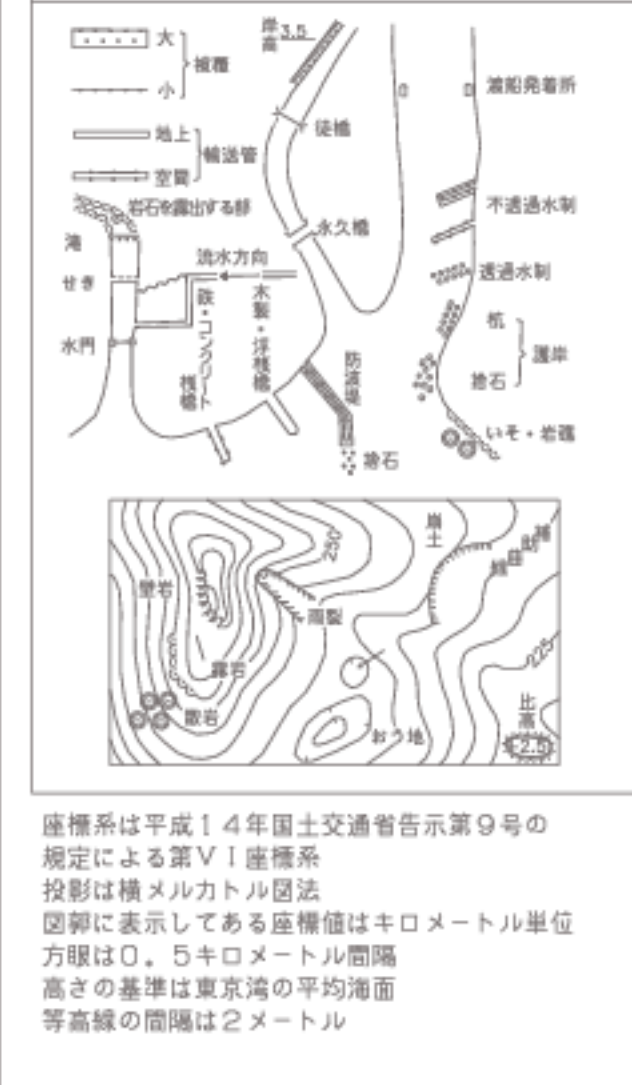 大
小
被覆
地上
空間
輸送管
岩石を露出する部
滝
せき
水門
流水方向
鉄・コンクリート
桟橋
木製・浮桟橋
防波堤
捨石
岸高
3.5
徒橋
永久橋
渡船発着所
不透過水制
透過水制
杭
捨石
護岸
いそ・岩礁
壁岩
250
雨裂
露岩
散岩
おう地
崩土
225
比高
2.5
座標系は平成14年国土交通省告示第9号の
規定による第VI座標系
投影は横メルカトル図法
図郭に表示してある座標値はキロメートル単位
方眼は0.5キロメートル間隔
高さの基準は東京湾の平均海面
等高線の間隔は2メートル